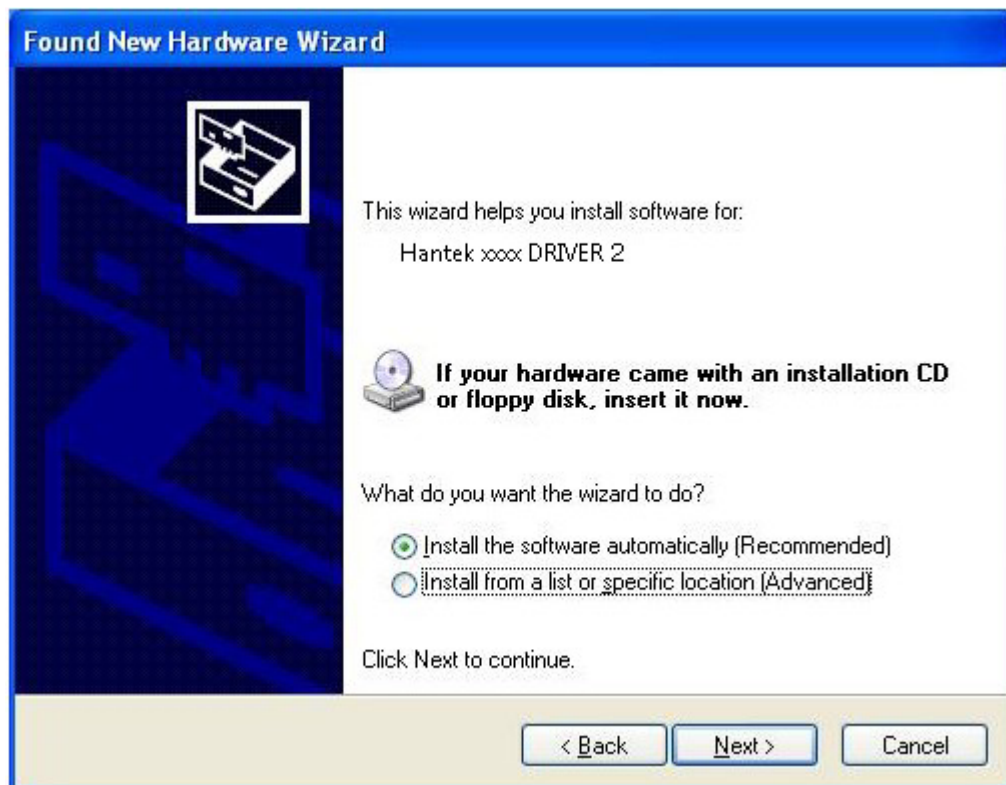 Found New Hardware Wizard
This wizard helps you install software for:
Hantek xxxx DRIVER 2
If your hardware came with an installation CD
or floppy disk, insert it now.
What do you want the wizard to do?
Install the software automatically (Recommended)
Install from a list or specific location (Advanced)
Click Next to continue.
< Back
Next >
Cancel